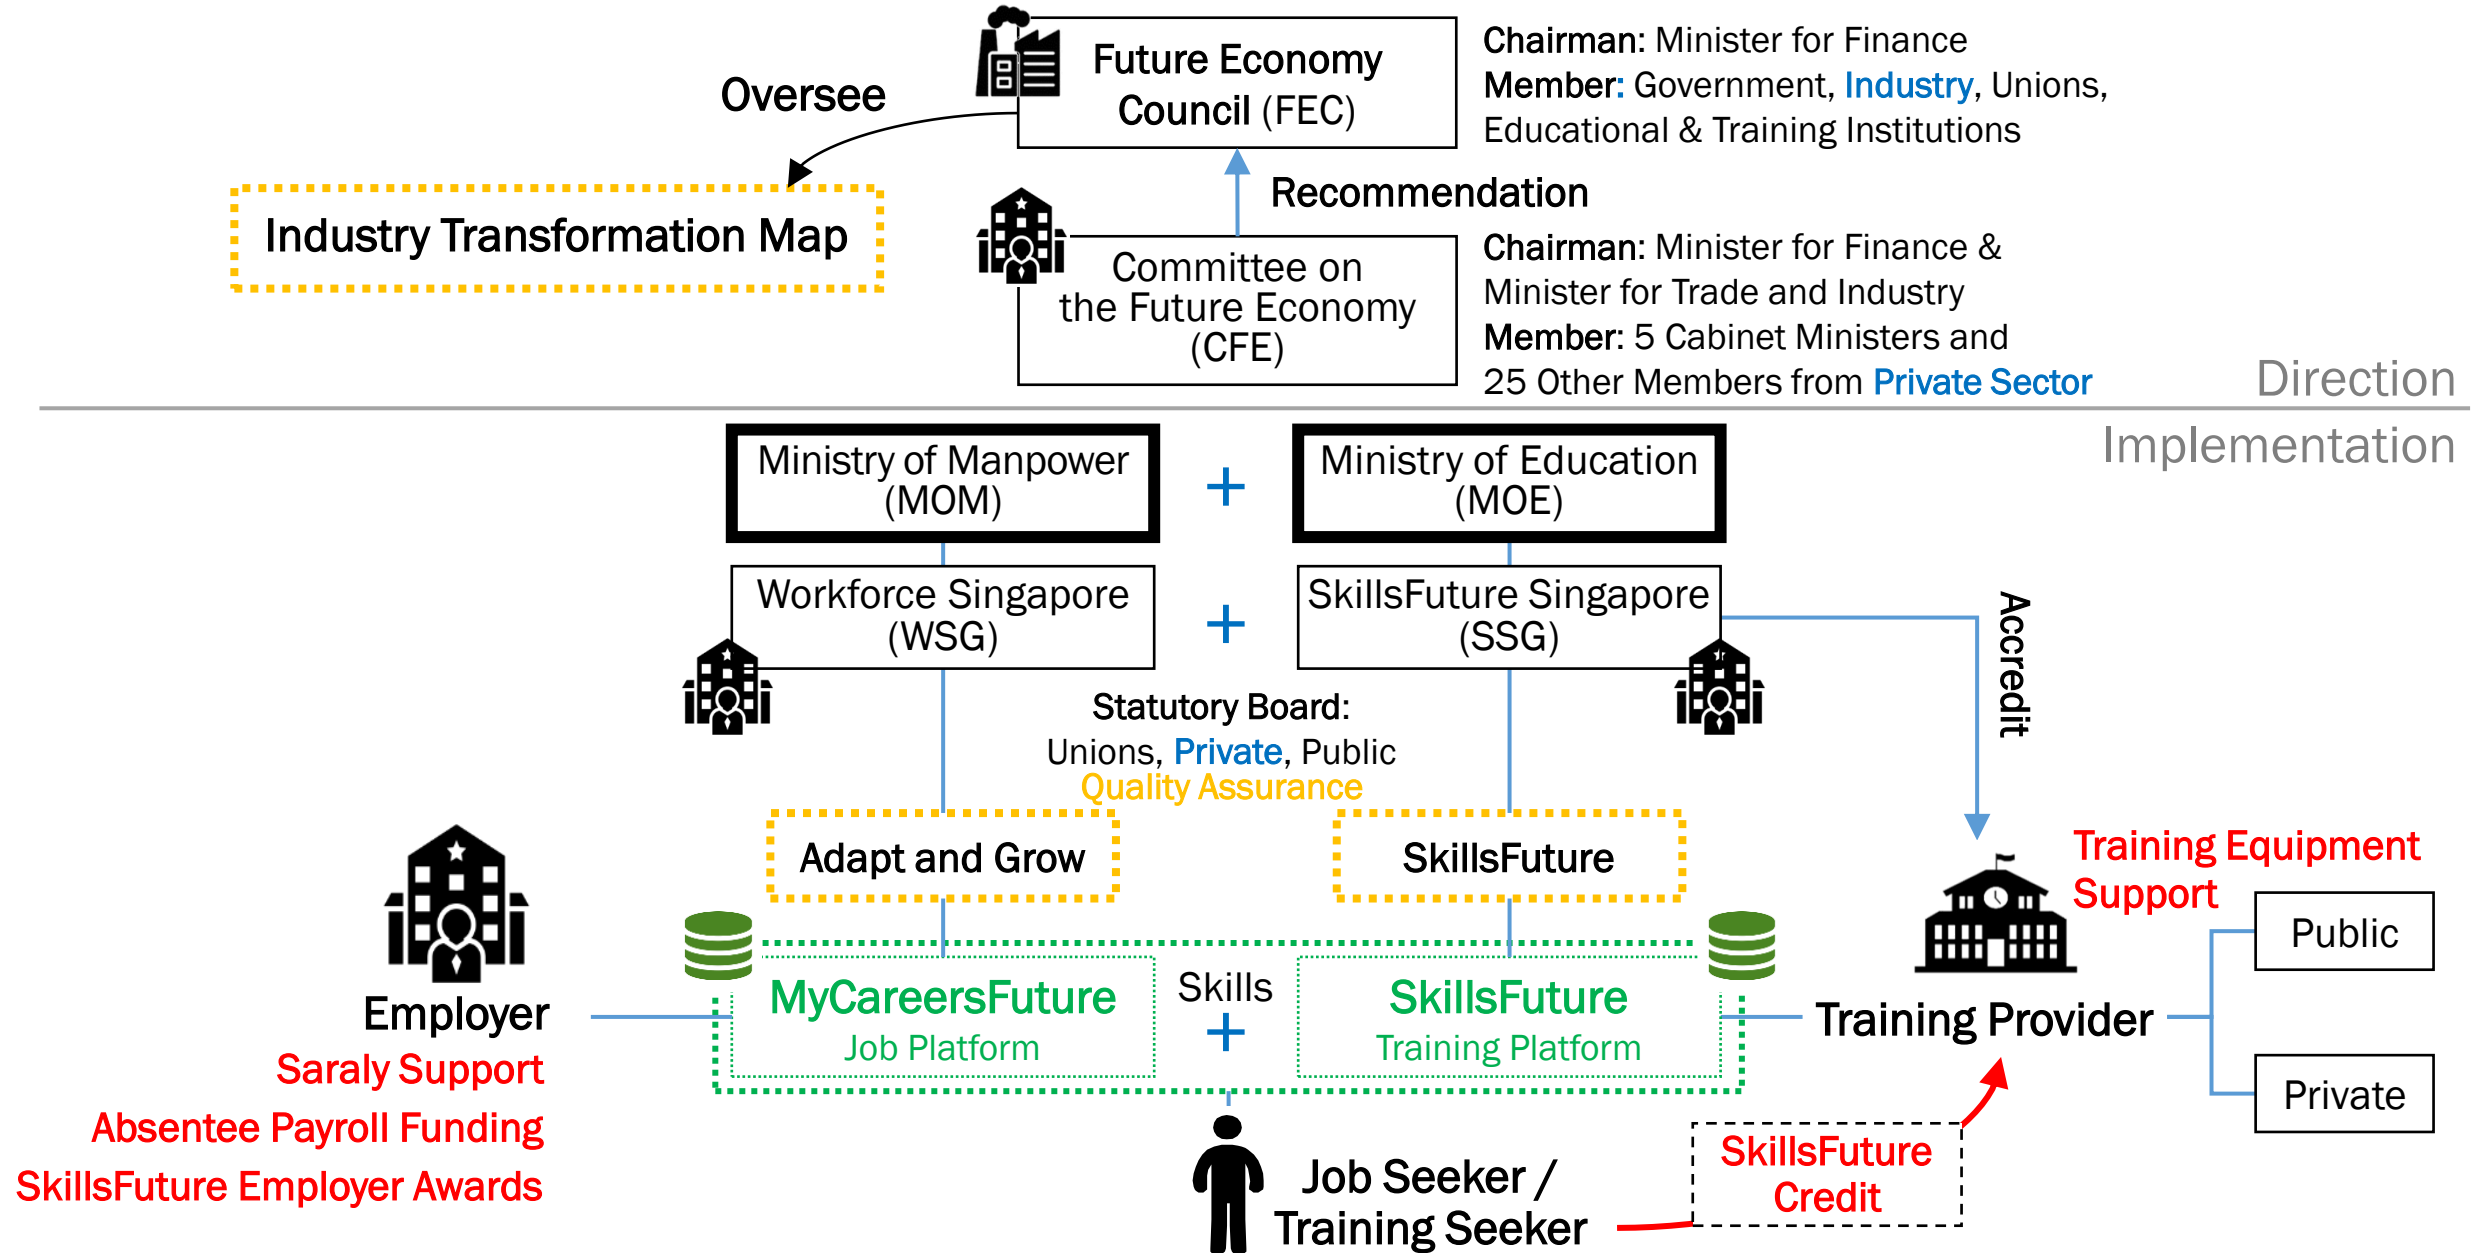 Future Economy
Council (FEC)
Chairman: Minister for Finance
Member: Government, Industry, Unions,
Educational & Training Institutions
Oversee
Industry Transformation Map
Recommendation
Committee on
the Future Economy
(CFE)
Chairman: Minister for Finance &
Minister for Trade and Industry
Member: 5 Cabinet Ministers and
25 Other Members from Private Sector
Direction
Implementation
Ministry of Manpower
(MOM)
+
Ministry of Education
(MOE)
Workforce Singapore
(WSG)
+
SkillsFuture Singapore
(SSG)
Accredit
Statutory Board:
Unions, Private, Public
Quality Assurance
Adapt and Grow
SkillsFuture
Training Equipment
Support
Public
Private
Employer
Saraly Support
Absentee Payroll Funding
SkillsFuture Employer Awards
MyCareersFuture
Job Platform
Skills
+
SkillsFuture
Training Platform
Training Provider
Job Seeker /
Training Seeker
SkillsFuture
Credit